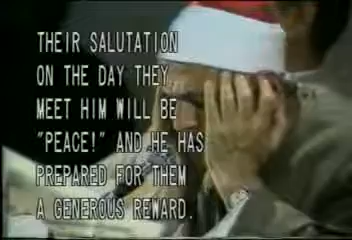 THEIR SALUTATION
ON THE DAY THEY
MEET HIM WILL BE
"PEACE!" AND HE HAS
PREPARED FOR THEM
A GENEROUS REWARD.